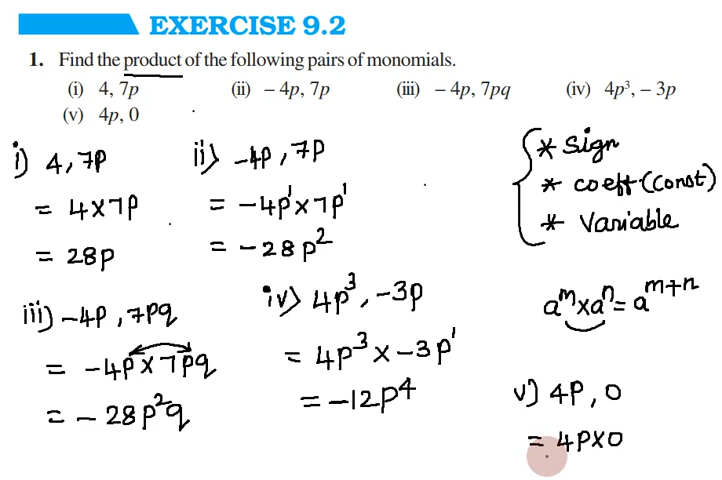 EXERCISE 9.2
1. Find the product of the following pairs of monomials.
(i) 4, 7p (ii) – 4p, 7p (iii) – 4p, 7pq (iv) 4p³, – 3p
(v) 4p, 0
i) 4, 7p
= 4 × 7p
= 28p
ii) -4p, 7p
= -4p¹ × 7p¹
= -28p²
* Sign
* coeff (const)
* Variable
iii) -4p, 7pq
= -4p × 7pq
= - 28p²q
iv) 4p³, -3p
= 4p³ × -3p¹
= -12p⁴
aᵐ × aⁿ = aᵐ⁺ⁿ
v) 4p, 0
= 4p × 0